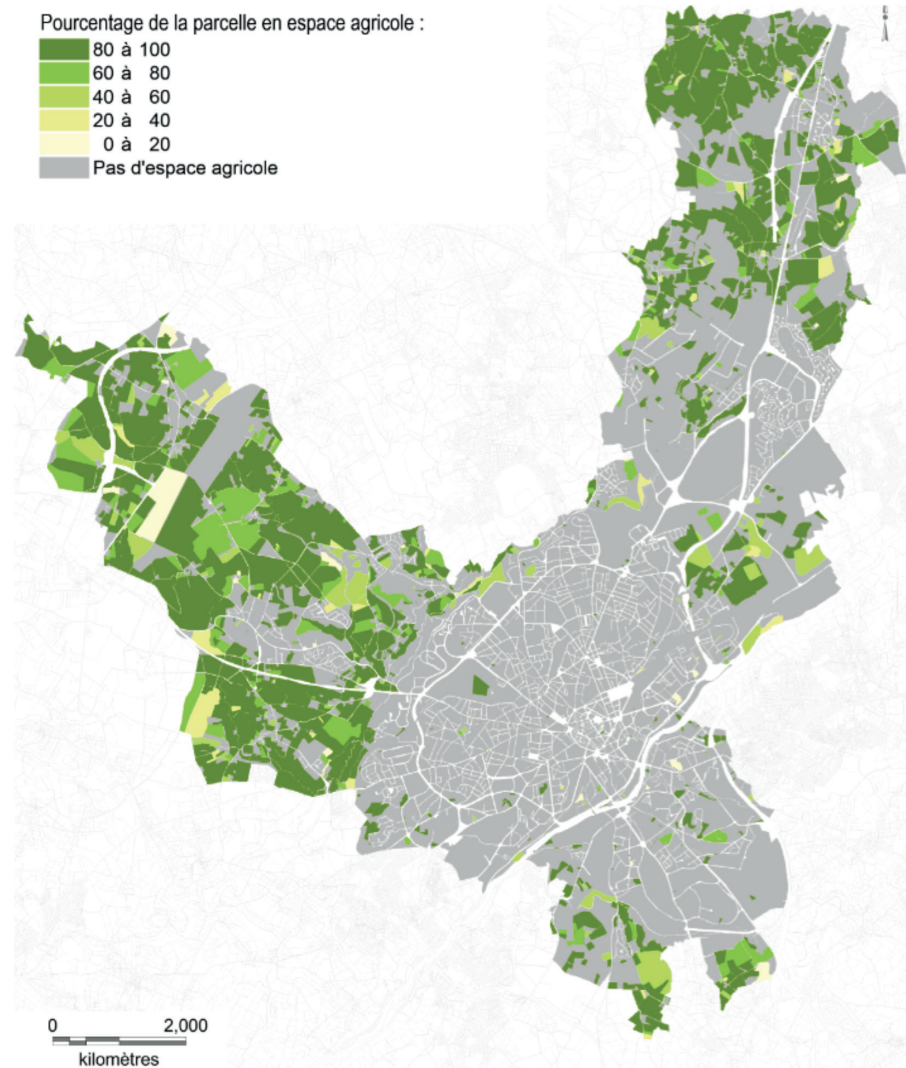 Pourcentage de la parcelle en espace agricole :
80 à 100
60 à 80
40 à 60
20 à 40
0 à 20
Pas d'espace agricole
0 2,000
kilomètres